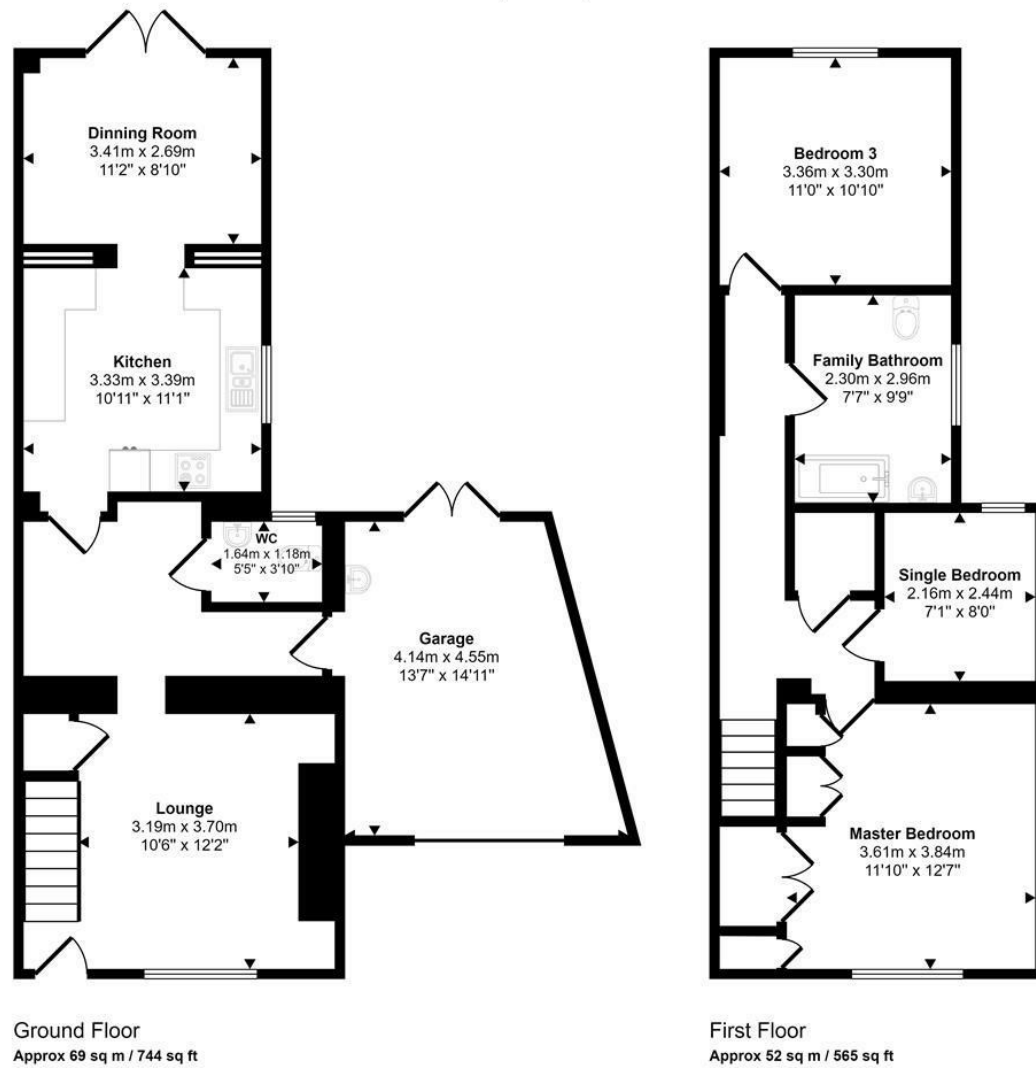 Dinning Room
3.41m x 2.69m
11'2" x 8'10"
Kitchen
3.33m x 3.39m
10'11" x 11'1"
WC
1.64m x 1.18m
5'5" x 3'10"
Garage
4.14m x 4.55m
13'7" x 14'11"
Lounge
3.19m x 3.70m
10'6" x 12'2"
Ground Floor
Approx 69 sq m / 744 sq ft
Bedroom 3
3.36m x 3.30m
11'0" x 10'10"
Family Bathroom
2.30m x 2.96m
7'7" x 9'9"
Single Bedroom
2.16m x 2.44m
7'1" x 8'0"
Master Bedroom
3.61m x 3.84m
11'10" x 12'7"
First Floor
Approx 52 sq m / 565 sq ft